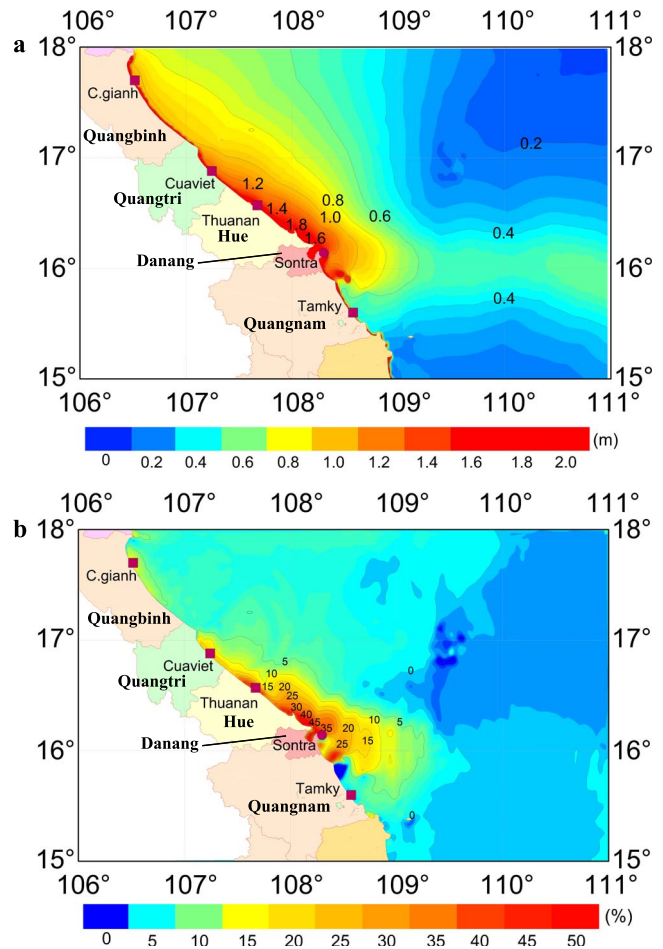 106° 107° 108° 109° 110° 111°
a
18° 18°
C.gianh
Quangbinh
17° 17°
0.2
Cuaviet
1.2
Quangtri
0.8
1.4
1.0 0.6
Thuanan
1.8
Hue
1.6
0.4
Danang
Sontra
16° 16°
0.4
Tamky
Quangnam
15° 15°
106° 107° 108° 109° 110° 111°
(m)
0 0.2 0.4 0.6 0.8 1.0 1.2 1.4 1.6 1.8 2.0
106° 107° 108° 109° 110° 111°
b
18° 18°
C.gianh
Quangbinh
17° 17°
Cuaviet
5
0
Quangtri
10
15 20
Thuanan
25
Hue
30
40
45 35 20 10 5
Danang
Sontra
25 15
16° 16°
Tamky
Quangnam
0
15° 15°
106° 107° 108° 109° 110° 111°
(%)
0 5 10 15 20 25 30 35 40 45 50